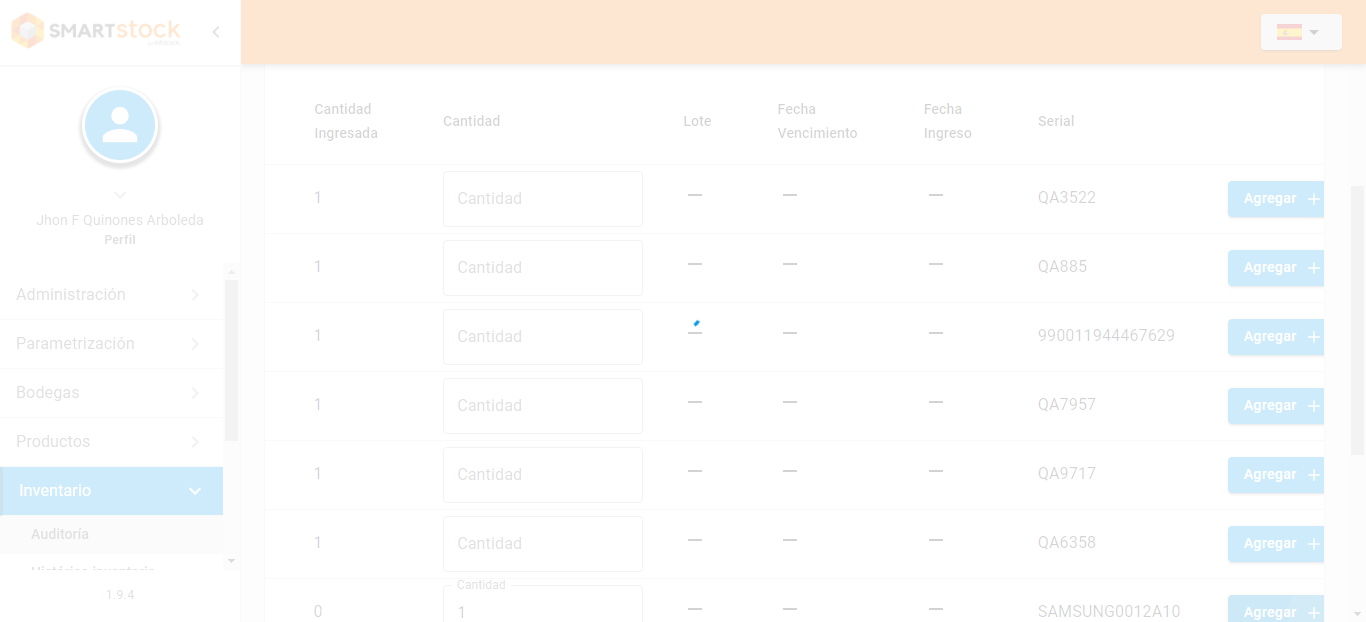 SMARTstock
Jhon F Quinones Arboleda
Perfil
Administración
Parametrización
Bodegas
Productos
Inventario
Auditoría
Histórico inventario
1.9.4
Cantidad Ingresada Cantidad Lote Fecha Vencimiento Fecha Ingreso Serial
1 Cantidad — — — QA3522 Agregar +
1 Cantidad — — — QA885 Agregar +
1 Cantidad — — — 990011944467629 Agregar +
1 Cantidad — — — QA7957 Agregar +
1 Cantidad — — — QA9717 Agregar +
1 Cantidad — — — QA6358 Agregar +
Cantidad
0 1 — — — SAMSUNG0012A10 Agregar +